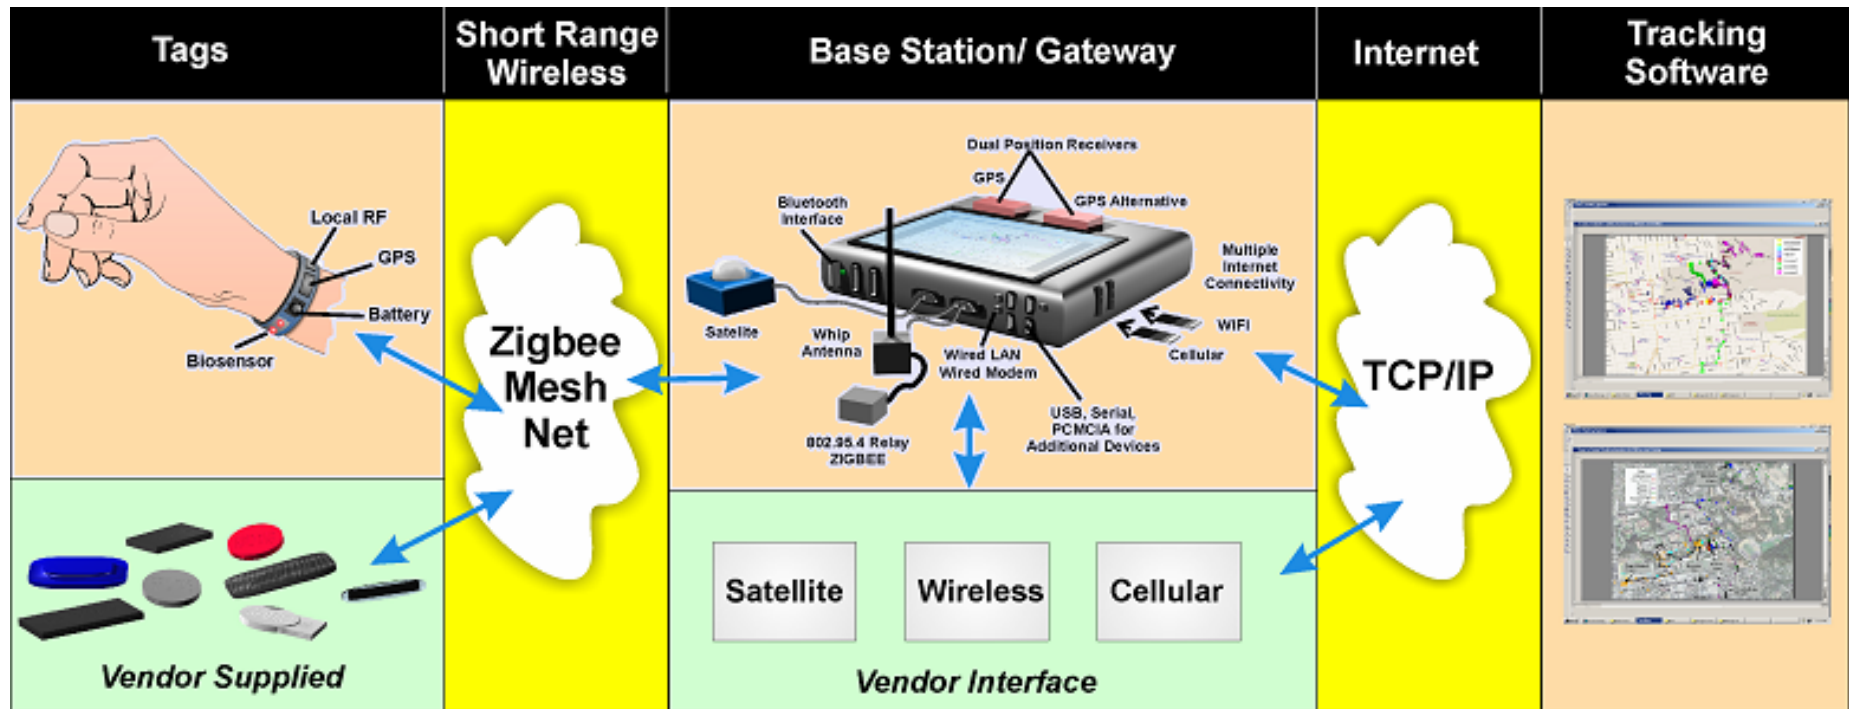 Tags
Short Range
Wireless
Base Station/ Gateway
Internet
Tracking
Software
Local RF
GPS
Battery
Biosensor
Vendor Supplied
Zigbee
Mesh
Net
Dual Position Receivers
GPS
GPS Alternative
Bluetooth
Interface
Satelite
Whip
Antenna
802.95.4 Relay
ZIGBEE
Wired LAN
Wired Modem
USB, Serial,
PCMCIA for
Additional Devices
Multiple
Internet
Connectivity
WIFI
Cellular
Satellite
Wireless
Cellular
Vendor Interface
TCP/IP